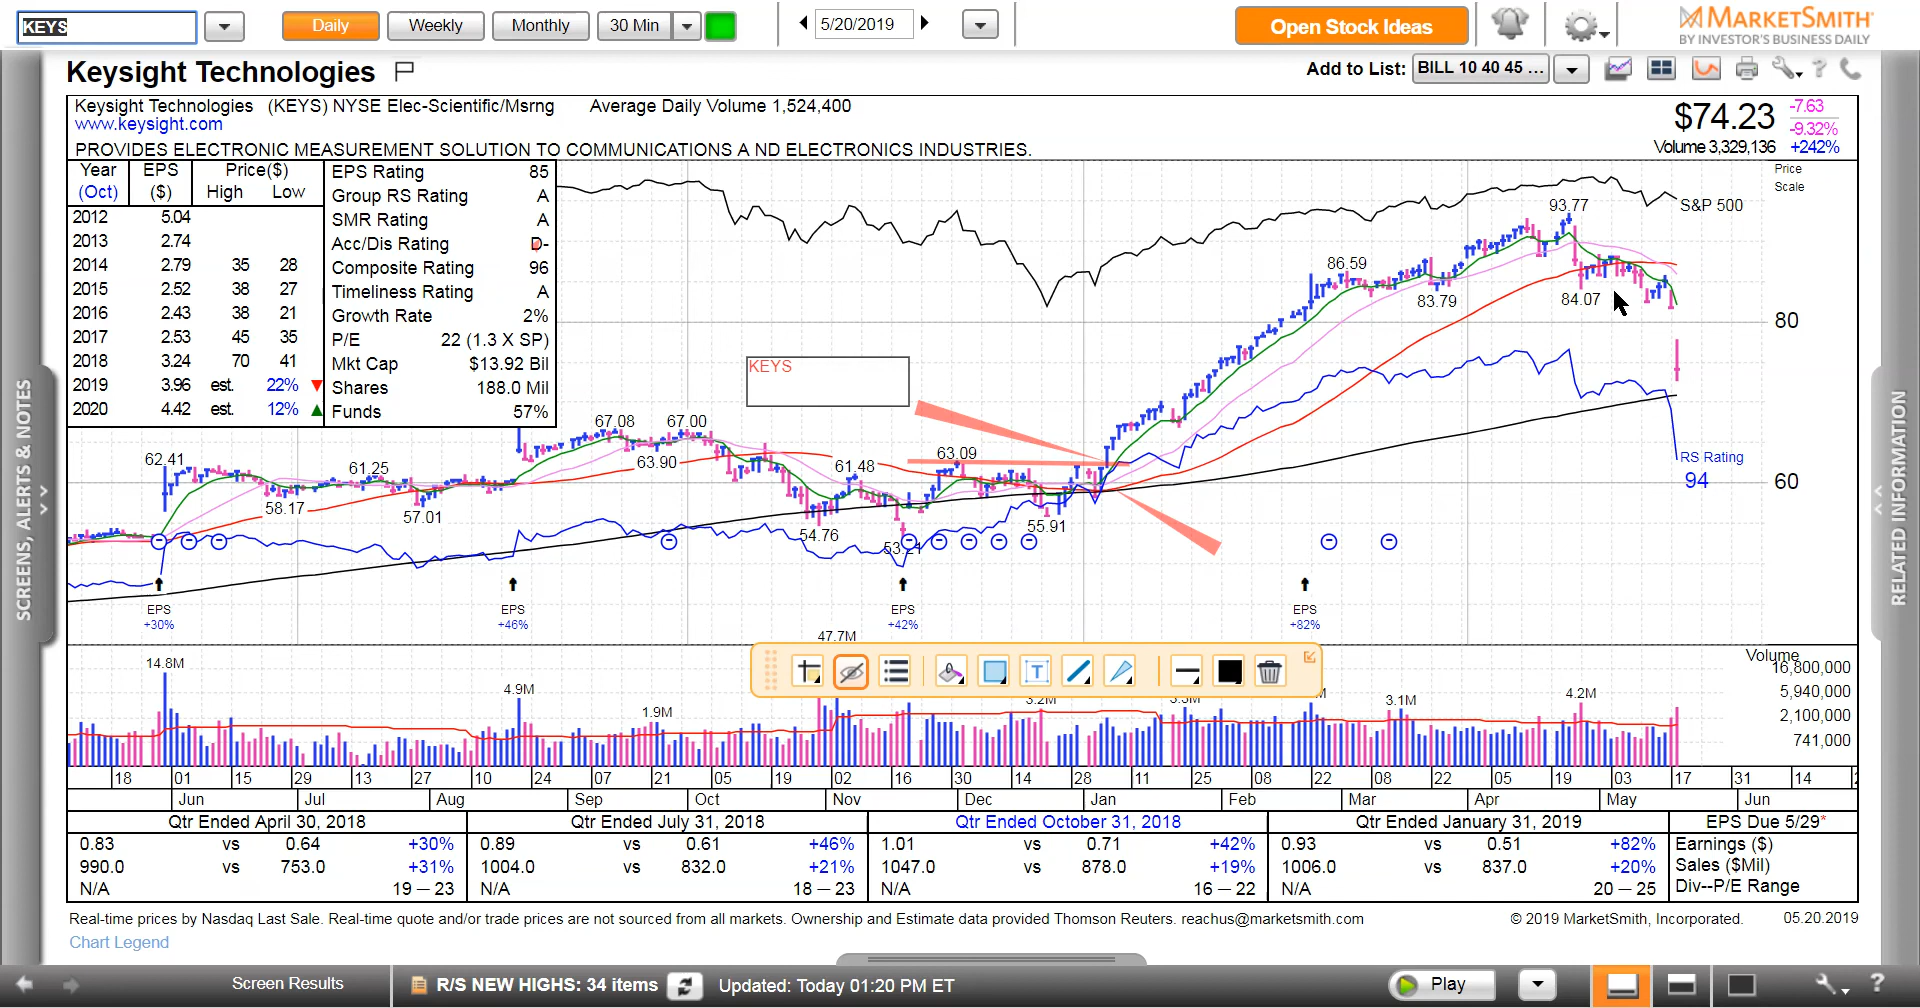 KEYS
Daily
Weekly
Monthly
30 Min
5/20/2019
Open Stock Ideas
MARKETSMITH
BY INVESTOR'S BUSINESS DAILY
Keysight Technologies
Add to List:
BILL 10 40 45 ...
Keysight Technologies (KEYS) NYSE Elec-Scientific/Msrng Average Daily Volume 1,524,400
www.keysight.com
PROVIDES ELECTRONIC MEASUREMENT SOLUTION TO COMMUNICATIONS A ND ELECTRONICS INDUSTRIES.
$74.23
-7.63
-9.32%
Volume 3,329,136 +242%
Year EPS Price($)
(Oct) ($) High Low
2012 5.04
2013 2.74
2014 2.79 35 28
2015 2.52 38 27
2016 2.43 38 21
2017 2.53 45 35
2018 3.24 70 41
2019 3.96 est. 22%
2020 4.42 est. 12%
EPS Rating 85
Group RS Rating A
SMR Rating A
Acc/Dis Rating D-
Composite Rating 96
Timeliness Rating A
Growth Rate 2%
P/E 22 (1.3 X SP)
Mkt Cap $13.92 Bil
Shares 188.0 Mil
Funds 57%
Price
Scale
S&P 500
93.77
86.59
83.79
84.07
80
KEYS
67.08
67.00
63.90
62.41
61.25
61.48
63.09
58.17
57.01
54.76
53.21
55.91
RS Rating
94
60
EPS
+30%
EPS
+46%
EPS
+42%
EPS
+82%
47.7M
14.8M
4.9M
1.9M
3.2M
3.3M
3.1M
4.2M
T
Volume
16,800,000
5,940,000
2,100,000
741,000
18 01 15 29 13 27 10 24 07 21 05 19 02 16 30 14 28 11 25 08 22 08 22 05 19 03 17 31 14
Jun Jul Aug Sep Oct Nov Dec Jan Feb Mar Apr May Jun
Qtr Ended April 30, 2018 Qtr Ended July 31, 2018 Qtr Ended October 31, 2018 Qtr Ended January 31, 2019 EPS Due 5/29*
0.83 vs 0.64 +30% 0.89 vs 0.61 +46% 1.01 vs 0.71 +42% 0.93 vs 0.51 +82% Earnings ($)
990.0 vs 753.0 +31% 1004.0 vs 832.0 +21% 1047.0 vs 878.0 +19% 1006.0 vs 837.0 +20% Sales ($Mil)
N/A 19 – 23 N/A 18 – 23 N/A 16 – 22 N/A 20 – 25 Div--P/E Range
Real-time prices by Nasdaq Last Sale. Real-time quote and/or trade prices are not sourced from all markets. Ownership and Estimate data provided Thomson Reuters. reachus@marketsmith.com
© 2019 MarketSmith, Incorporated. 05.20.2019
Chart Legend
SCREENS, ALERTS & NOTES
RELATED INFORMATION
Screen Results
R/S NEW HIGHS: 34 items
Updated: Today 01:20 PM ET
Play